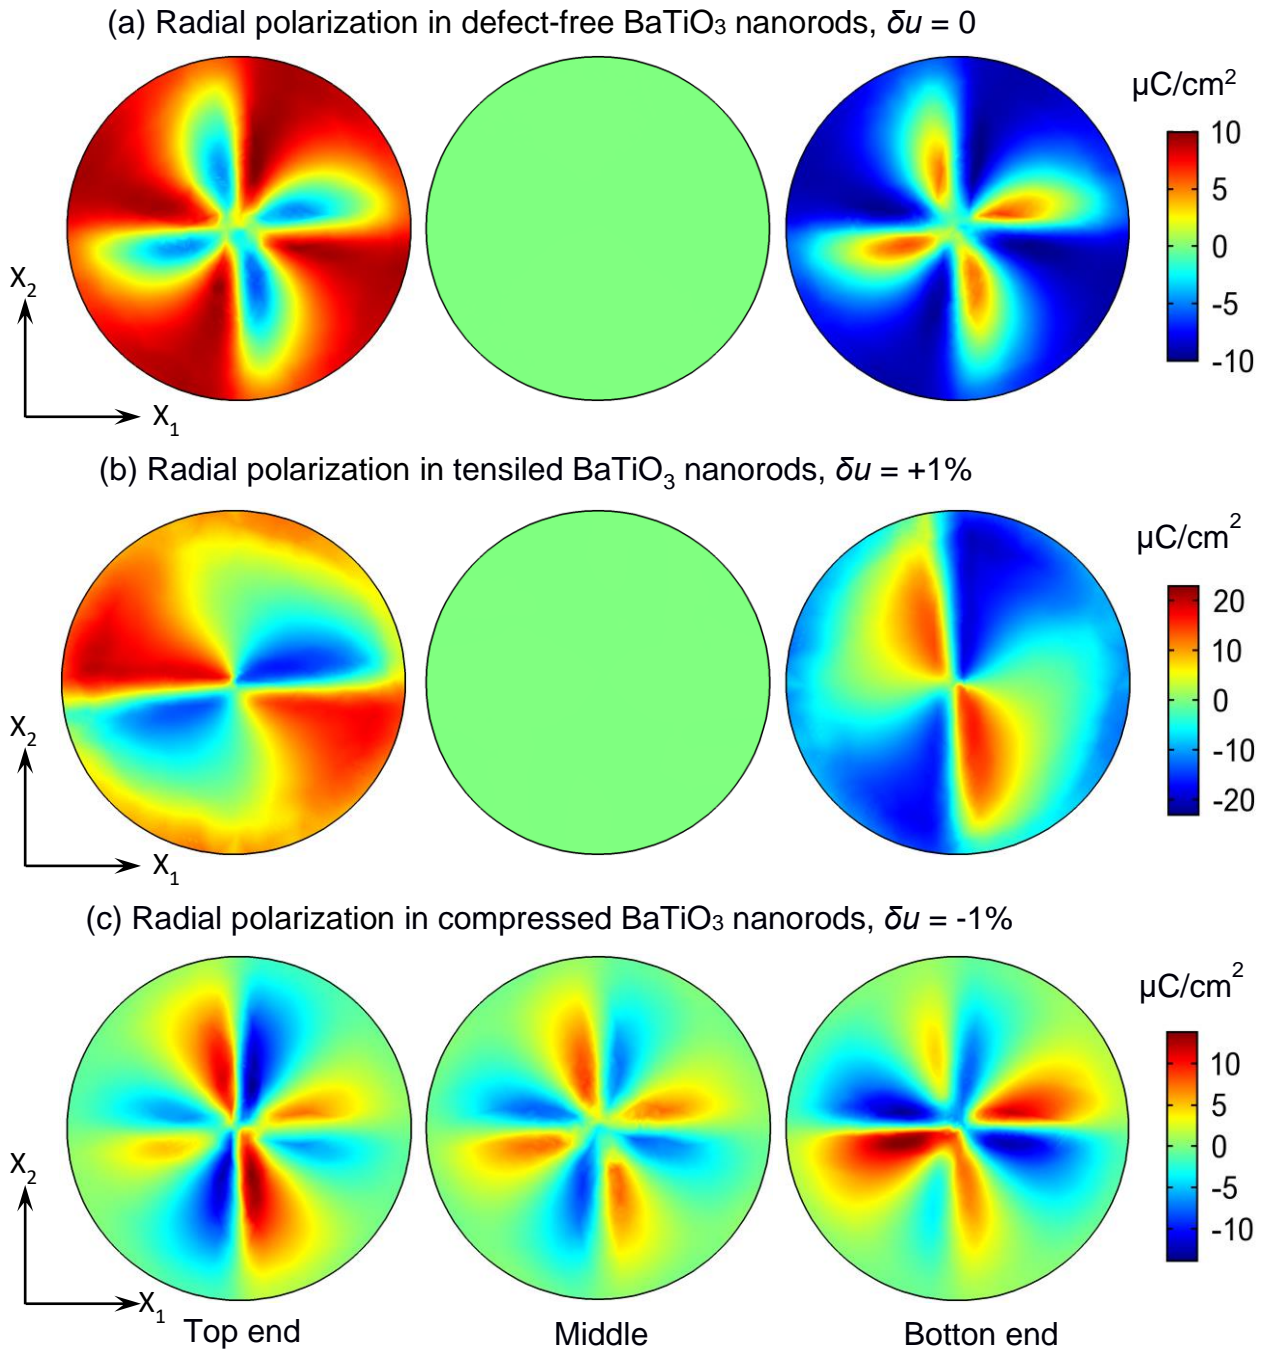 (a) Radial polarization in defect-free BaTiO3 nanorods, δu = 0
μC/cm2
10
5
0
-5
-10
X2
X1
(b) Radial polarization in tensiled BaTiO3 nanorods, δu = +1%
μC/cm2
20
10
0
-10
-20
X2
X1
(c) Radial polarization in compressed BaTiO3 nanorods, δu = -1%
μC/cm2
10
5
0
-5
-10
X2
X1
Top end Middle Botton end